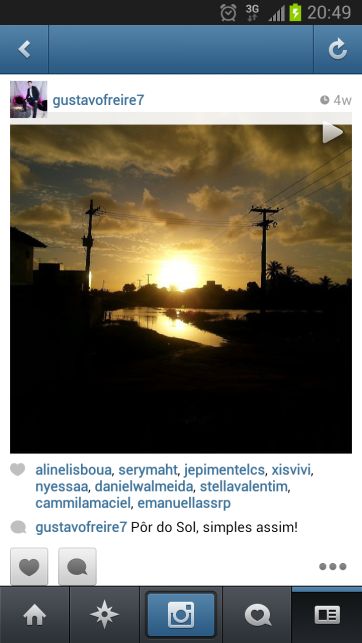 3G 20:49
gustavofreire7 4w
alinelisboua, serymaht, jepimentelcs, xisvivi,
nyessaa, danielwalmeida, stellavalentim,
cammilamaciel, emanuellassrp
gustavofreire7 Pôr do Sol, simples assim!